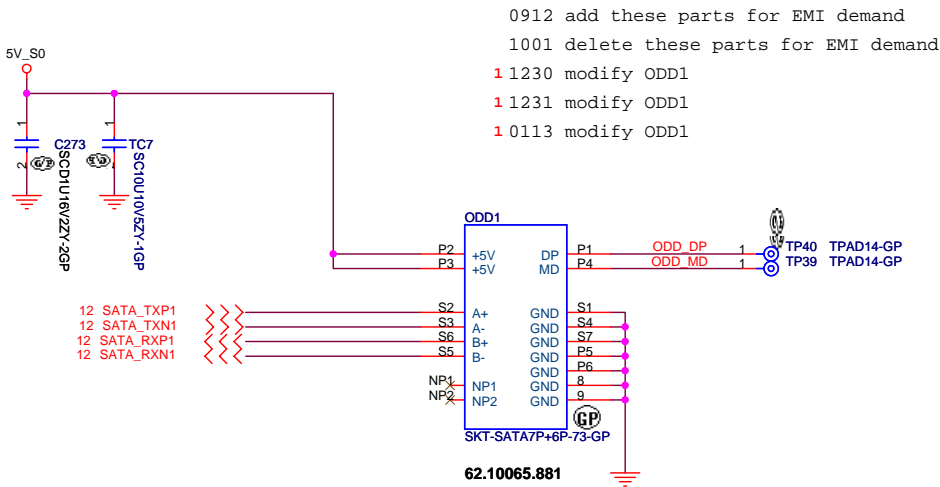 0912 add these parts for EMI demand
1001 delete these parts for EMI demand
1 1230 modify ODD1
1 1231 modify ODD1
1 0113 modify ODD1
5V_S0
1
1
C273
TC7
2
G/P
SCD1U16V2ZY-2GP
SC10U10V5ZY-1GP
ODD1
P2 +5V
P3 +5V
DP P1 ODD_DP 1 TP40 TPAD14-GP
MD P4 ODD_MD 1 TP39 TPAD14-GP
12 SATA_TXP1 S2 A+
12 SATA_TXN1 S3 A-
12 SATA_RXP1 S6 B+
12 SATA_RXN1 S5 B-
GND S1
GND S4
GND S7
GND P5
GND P6
GND 8
GND 9
NP1 NP1
NP2 NP2
GP
SKT-SATA7P+6P-73-GP
62.10065.881